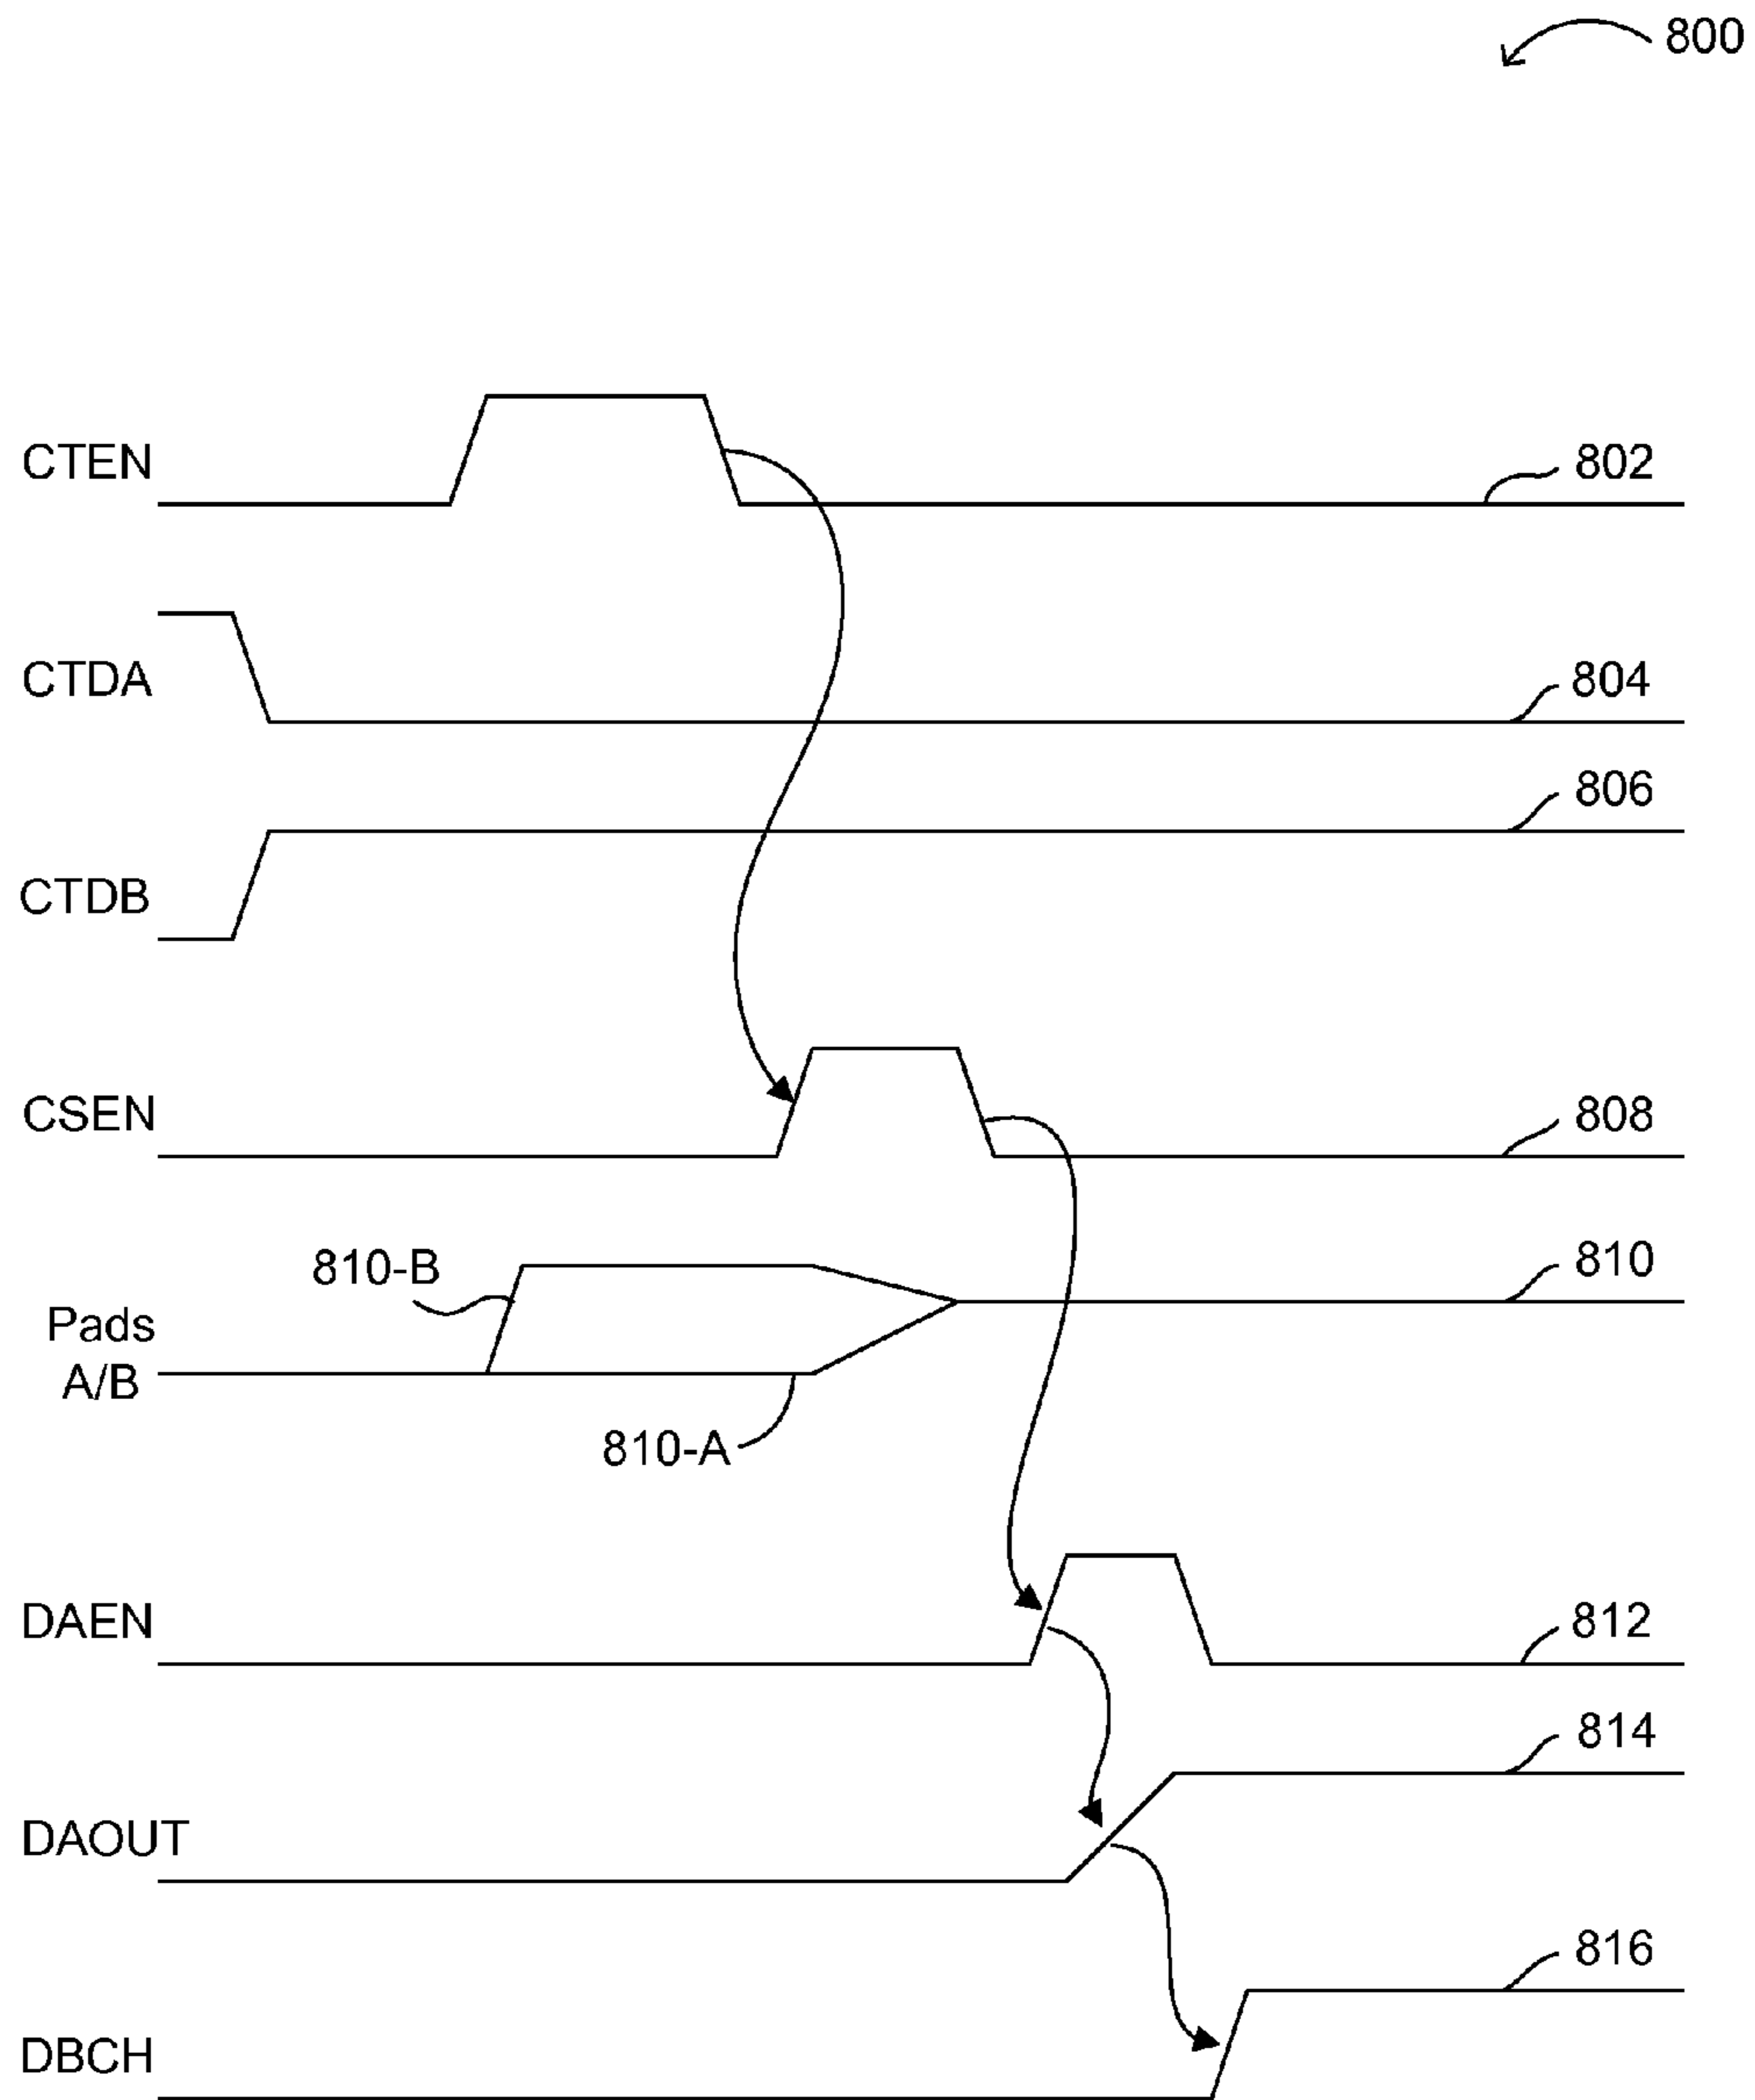 800
CTEN
802
CTDA
804
806
CTDB
CSEN
808
810-B
810
Pads
A/B
810-A
DAEN
812
814
DAOUT
816
DBCH